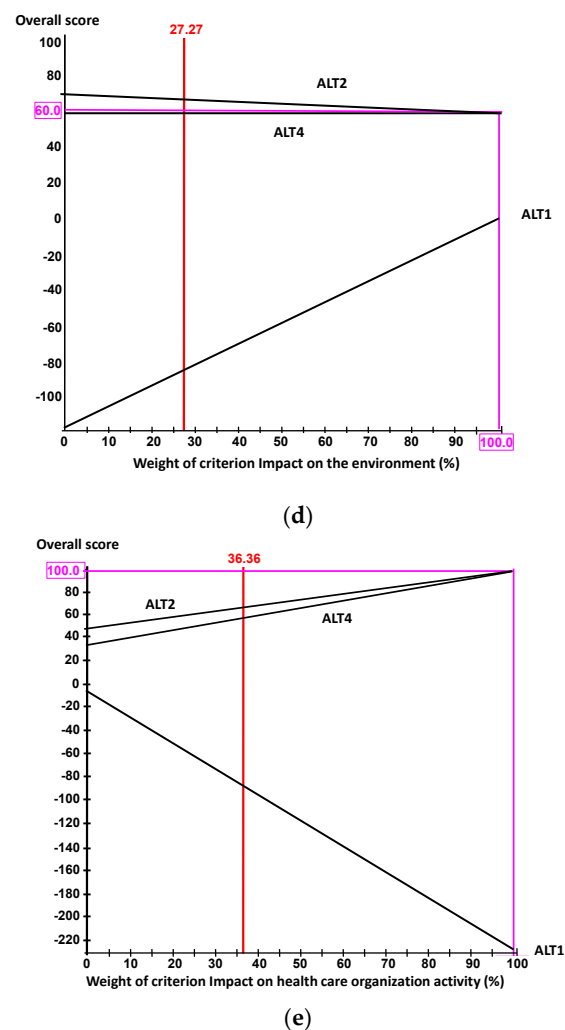 Overall score
27.27
100
80
60.0
40
20
0
-20
-40
-60
-80
-100
ALT2
ALT4
ALT1
0 10 20 30 40 50 60 70 80 90 100.0
Weight of criterion Impact on the environment (%)
(d)
Overall score
36.36
100.0
80
60
40
20
0
-20
-40
-60
-80
-100
-120
-140
-160
-180
-200
-220
ALT2
ALT4
ALT1
0 10 20 30 40 50 60 70 80 90 100
Weight of criterion Impact on health care organization activity (%)
(e)